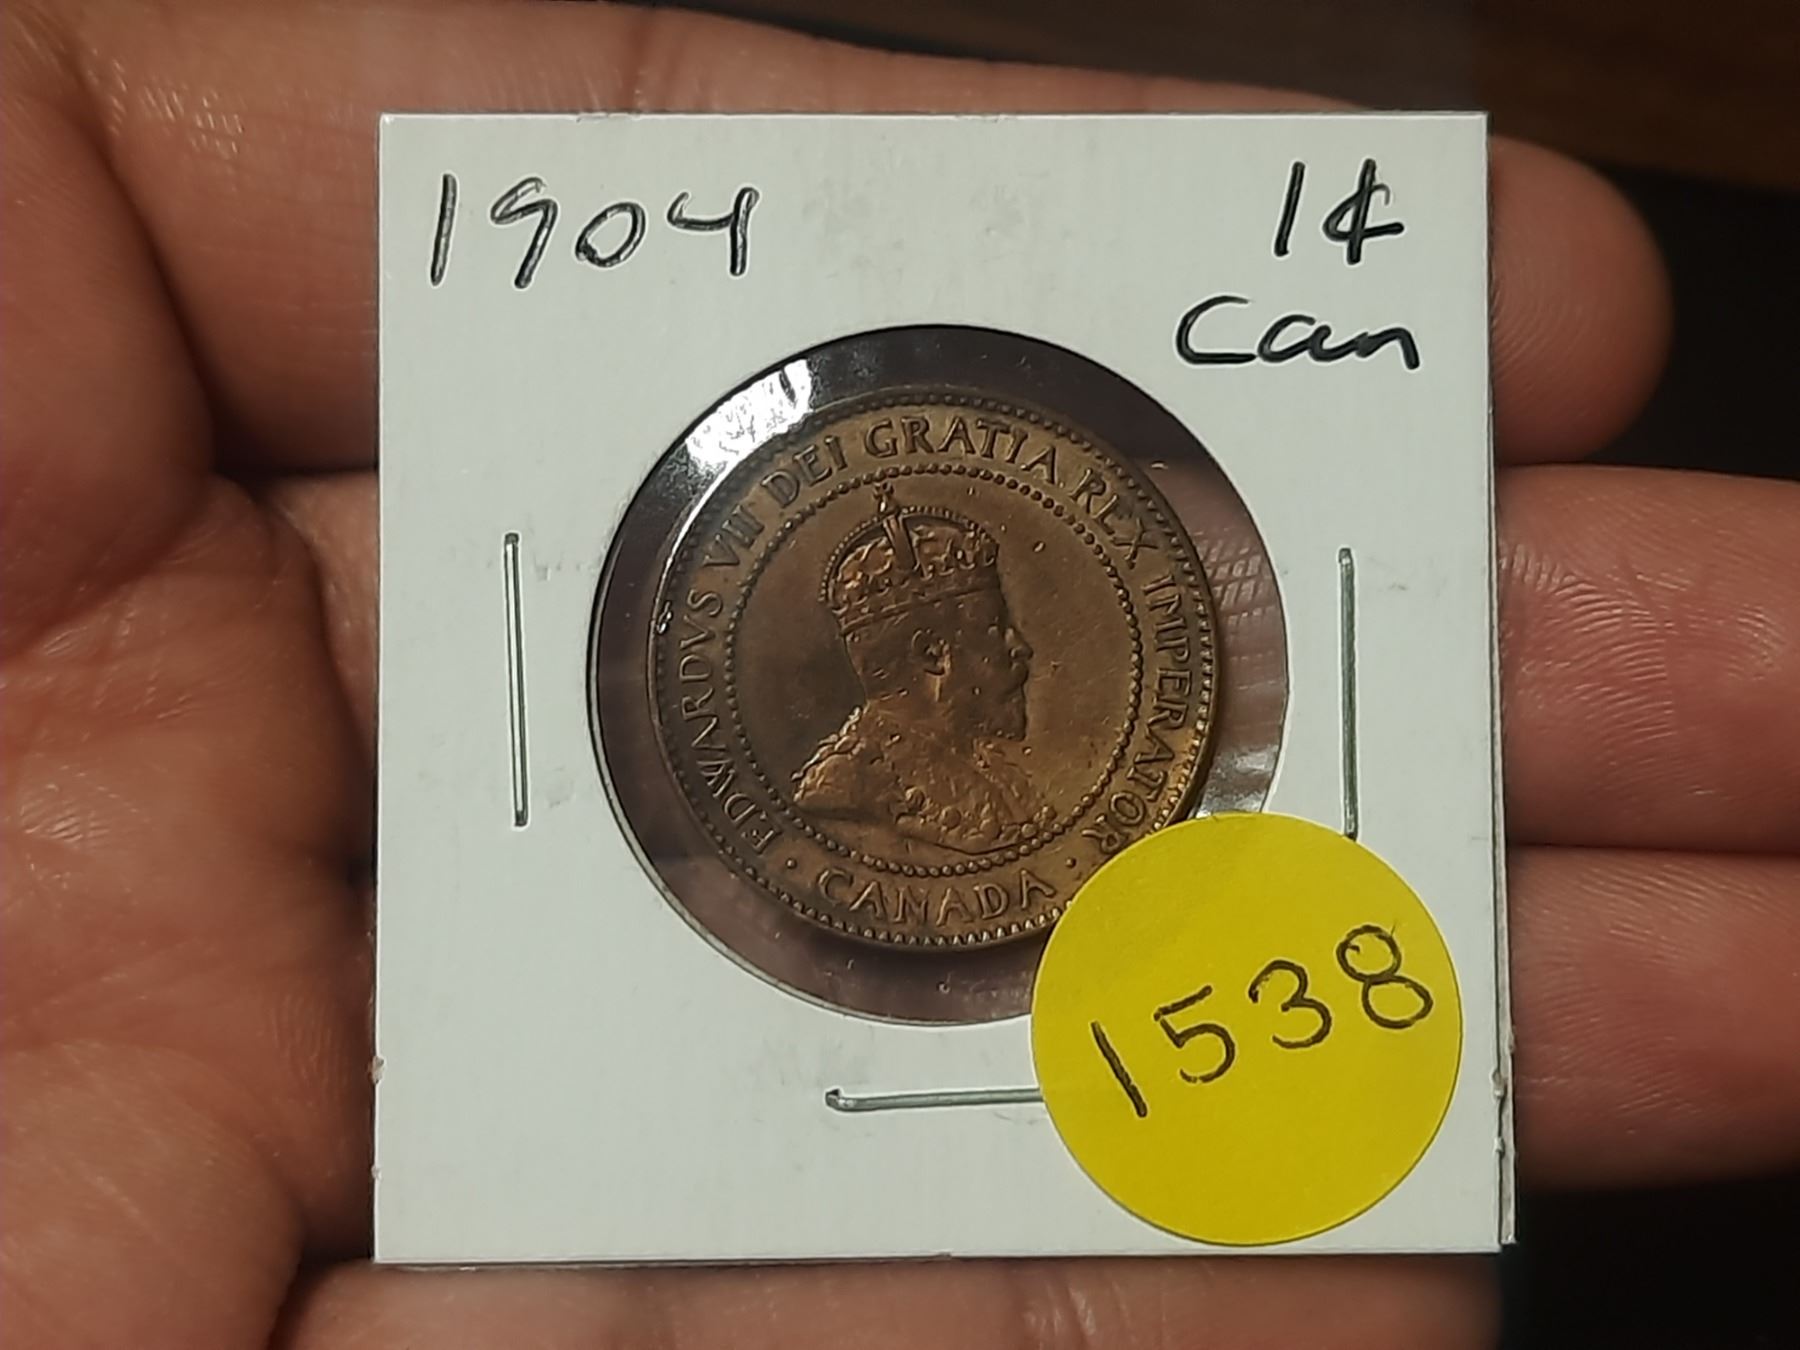 1904
1¢
Can
EDWARDVS VII DEI GRATIA REX IMPERATOR
· CANADA ·
1538